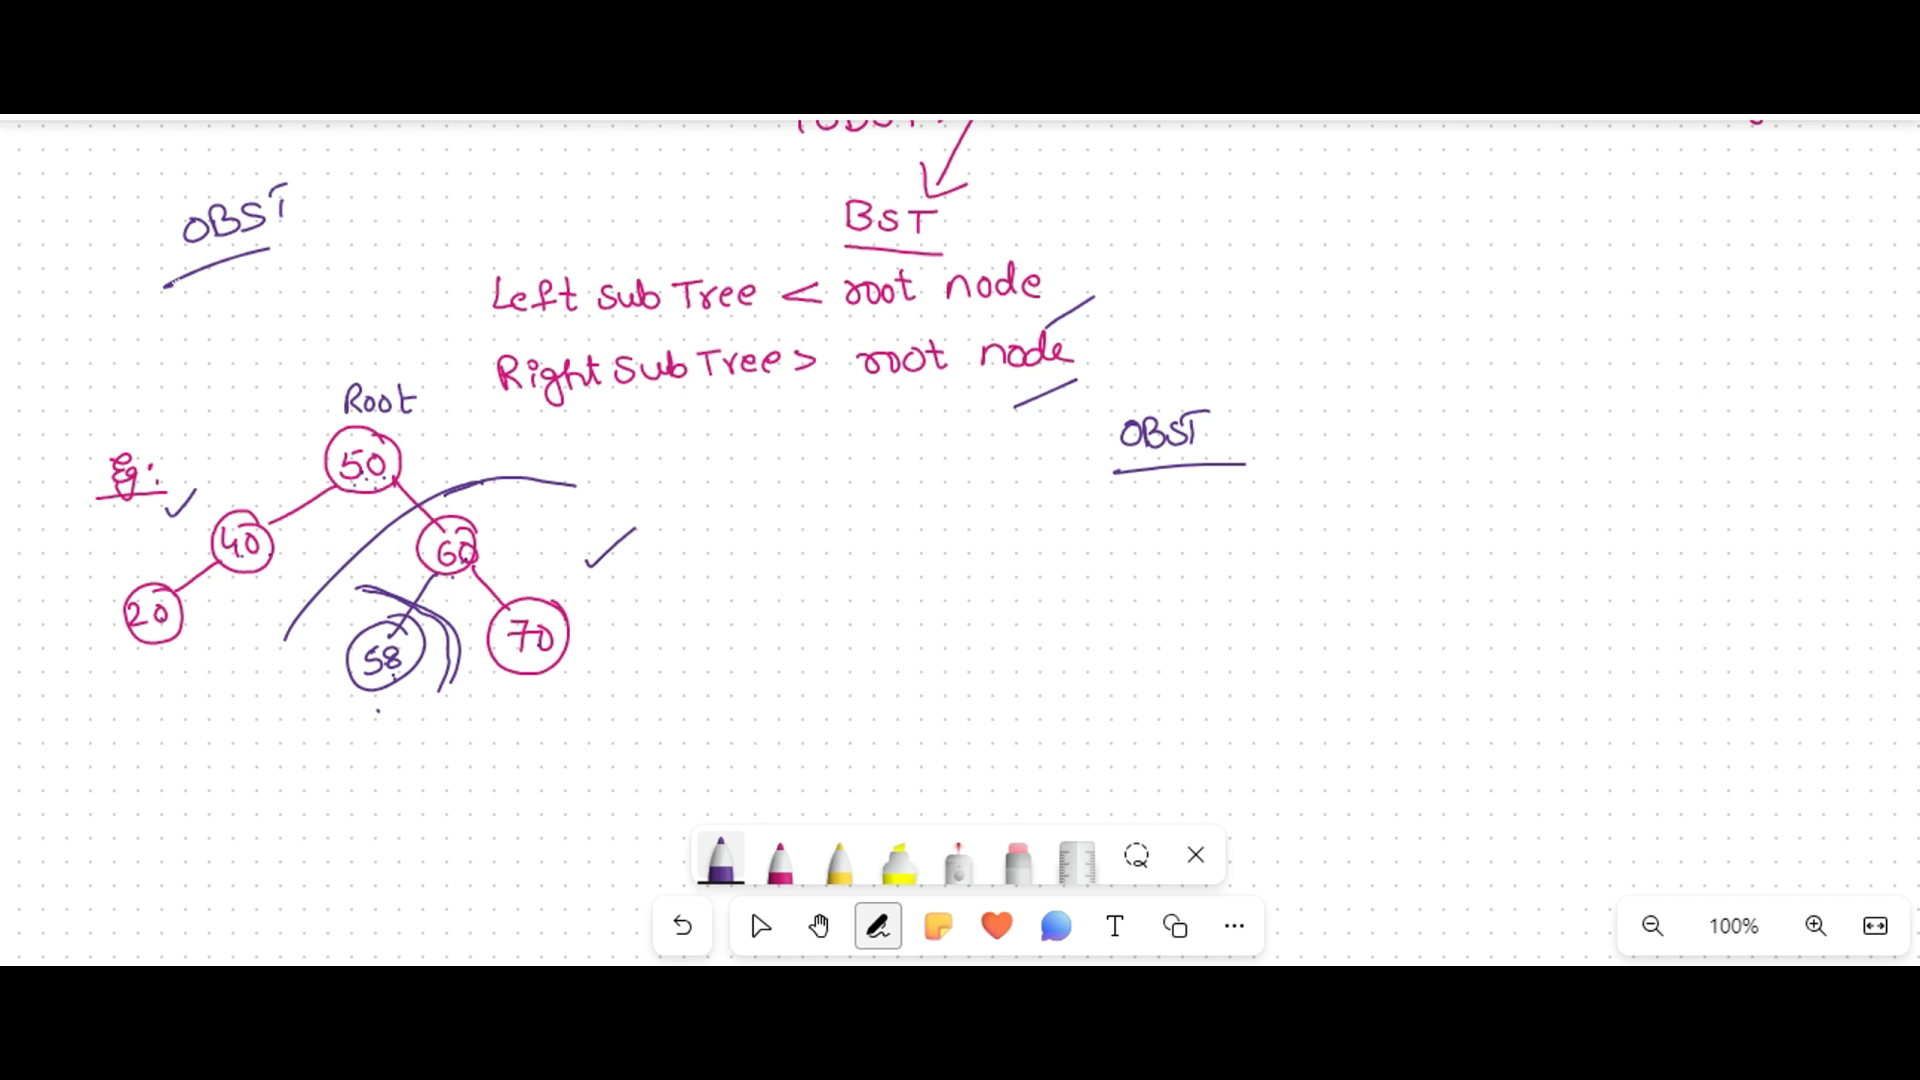 OBST
BST
Left sub Tree < root node
Right Sub Tree > root node
Root
OBST
Eg:
50
40
60
20
58
70
T
100%